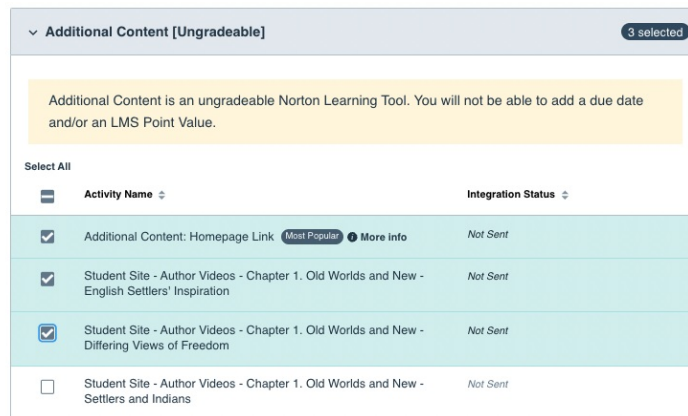 Additional Content [Ungradeable]
3 selected
Additional Content is an ungradeable Norton Learning Tool. You will not be able to add a due date
and/or an LMS Point Value.
Select All
Activity Name
Integration Status
Additional Content: Homepage Link Most Popular More info
Not Sent
Student Site - Author Videos - Chapter 1. Old Worlds and New -
English Settlers' Inspiration
Not Sent
Student Site - Author Videos - Chapter 1. Old Worlds and New -
Differing Views of Freedom
Not Sent
Student Site - Author Videos - Chapter 1. Old Worlds and New -
Settlers and Indians
Not Sent